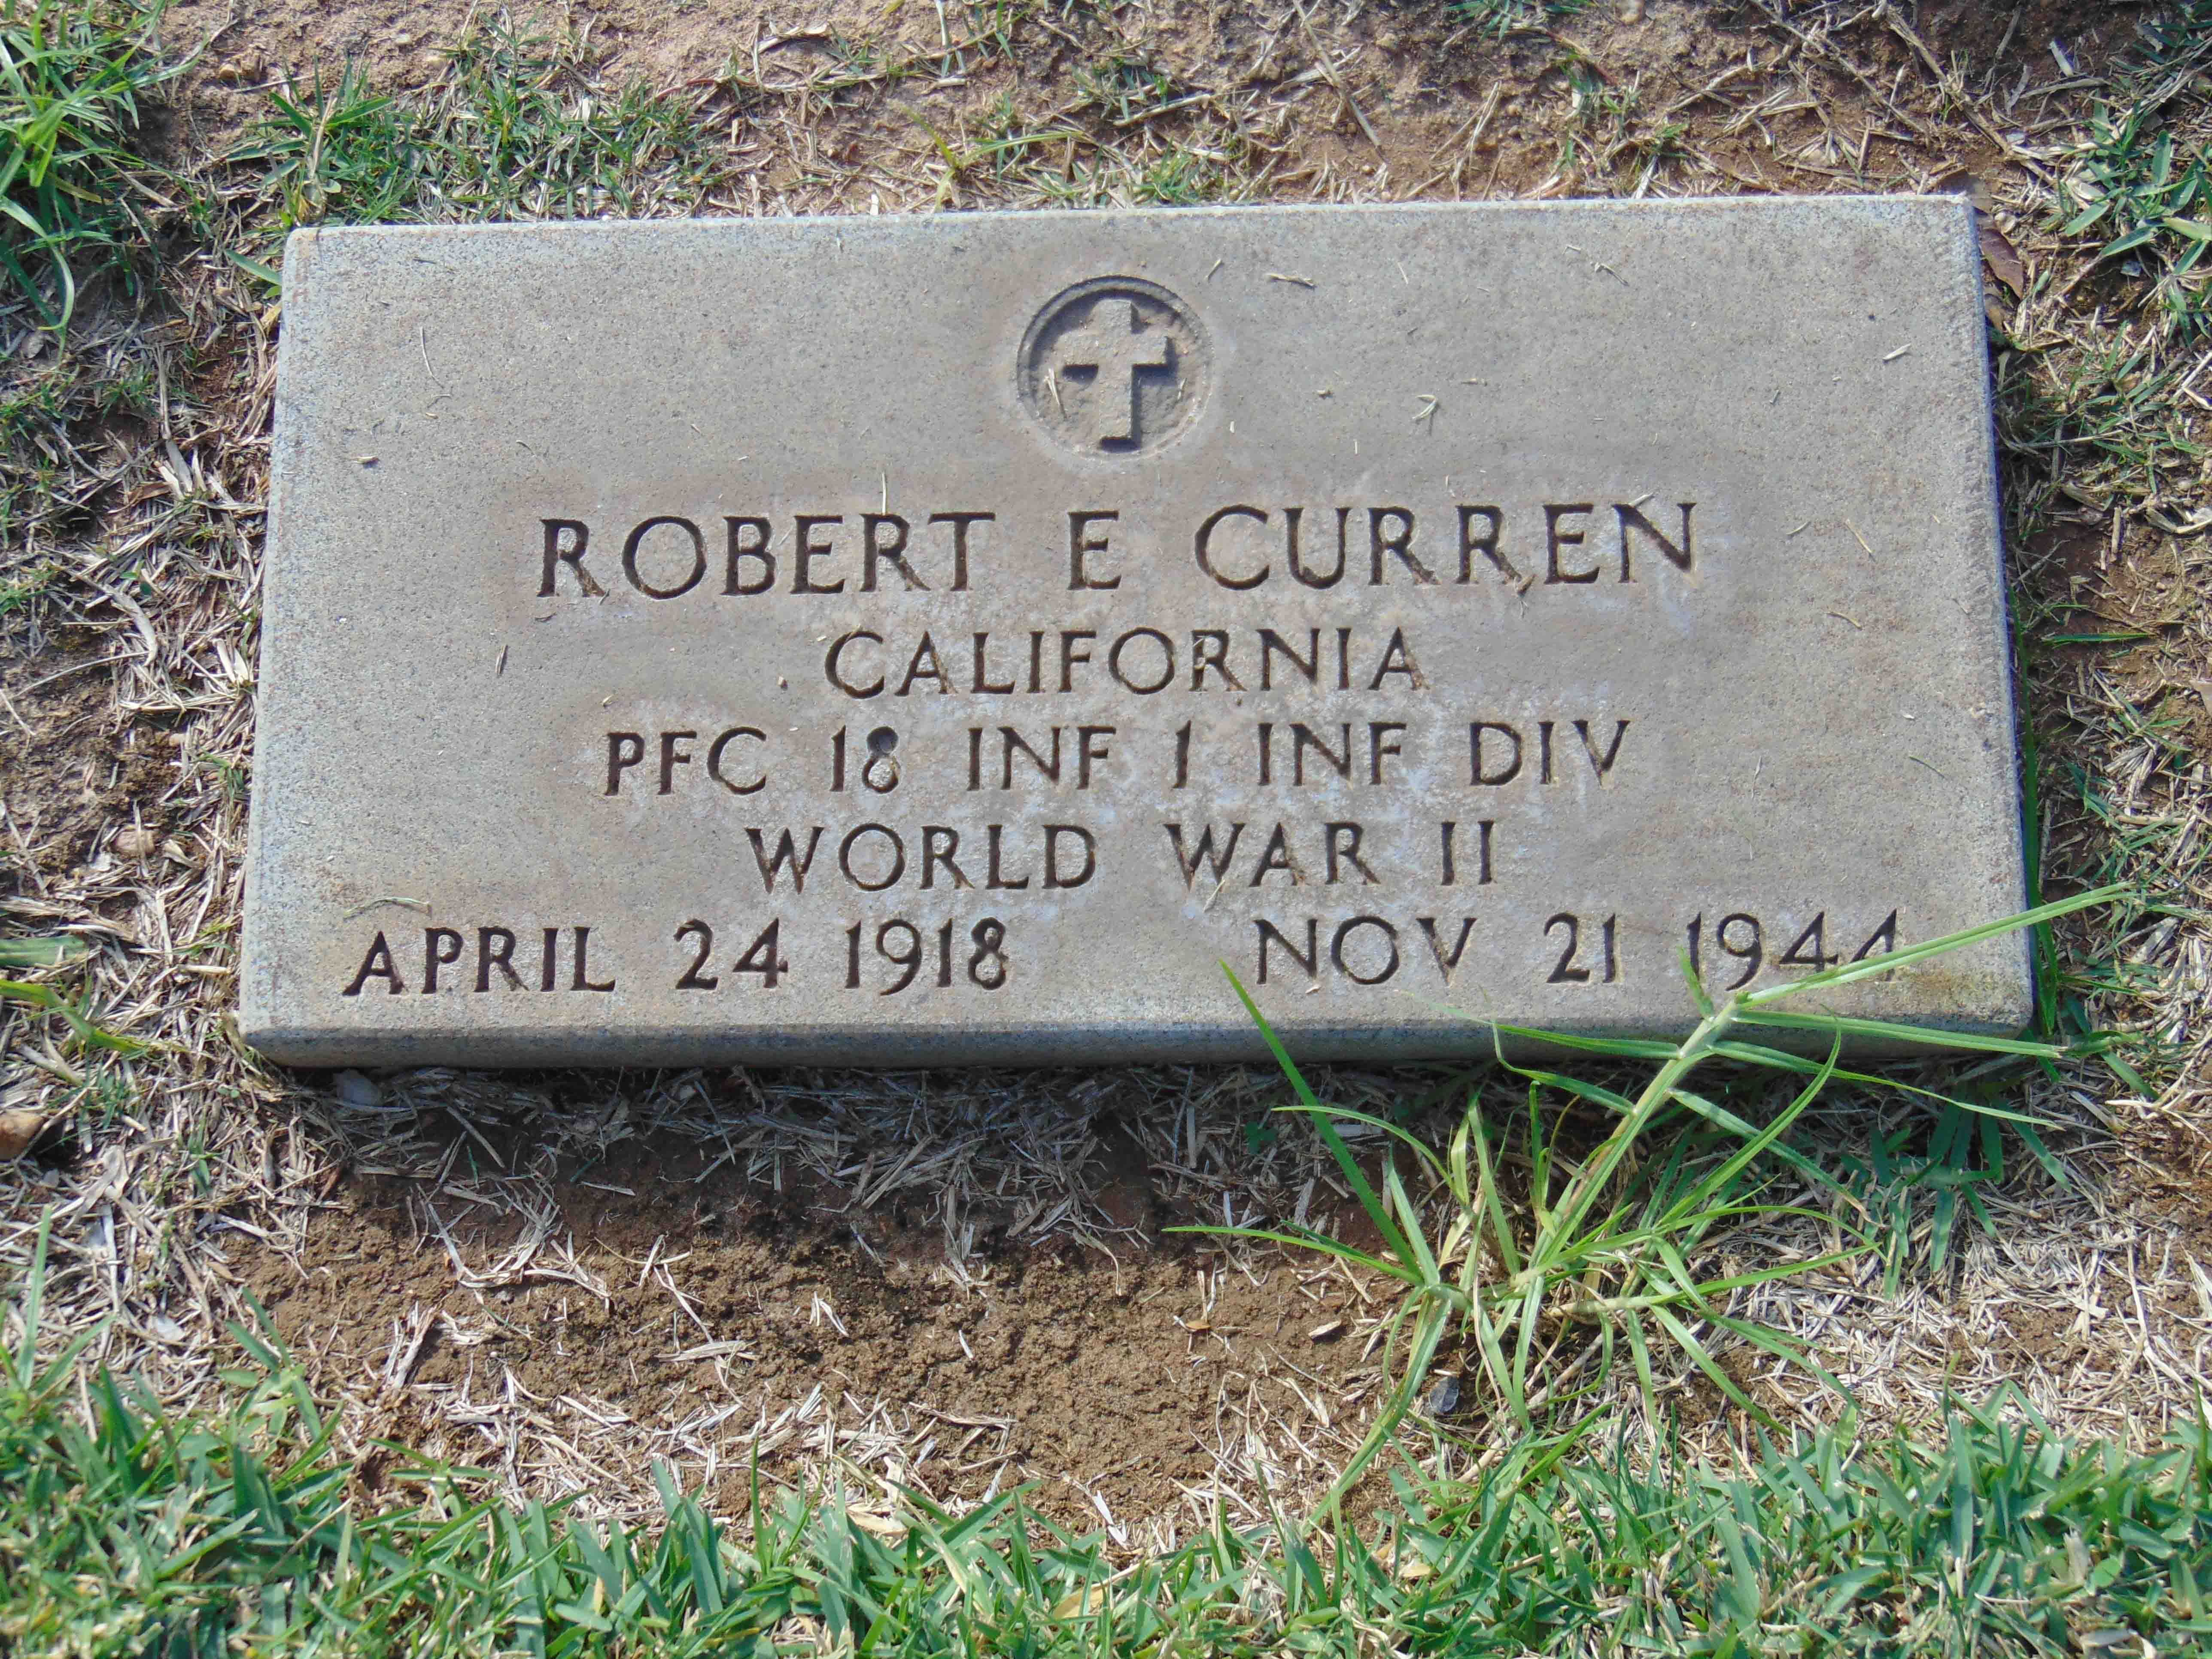 ROBERT E CURREN
CALIFORNIA
PFC 18 INF 1 INF DIV
WORLD WAR II
APRIL 24 1918 NOV 21 1944